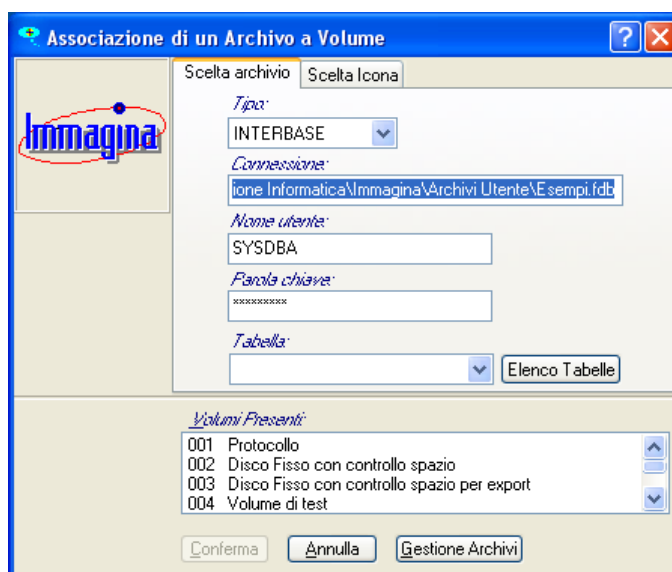 Associazione di un Archivo a Volume
Scelta archivio
Scelta Icona
Immagina
Tipo:
INTERBASE
Connessione:
ione Informatica\Immagina\Archivi Utente\Esempi.fdb
Nome utente:
SYSDBA
Parola chiave:
*********
Tabella:
Elenco Tabelle
Volumi Presenti:
001 Protocollo
002 Disco Fisso con controllo spazio
003 Disco Fisso con controllo spazio per export
004 Volume di test
Conferma
Annulla
Gestione Archivi